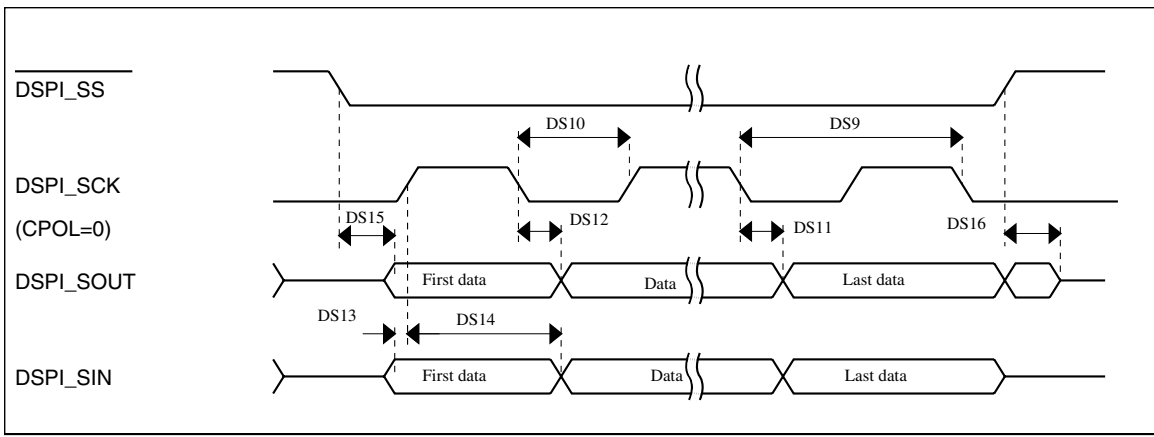 DSPI_SS
DS10
DS9
DSPI_SCK
(CPOL=0)
DS15
DS12
DS11
DS16
DSPI_SOUT
First data
Data
Last data
DS13
DS14
DSPI_SIN
First data
Data
Last data